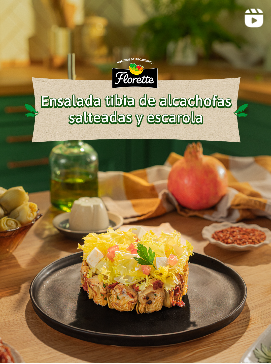 Florette
Ensalada tibia de alcachofas
salteadas y escarola